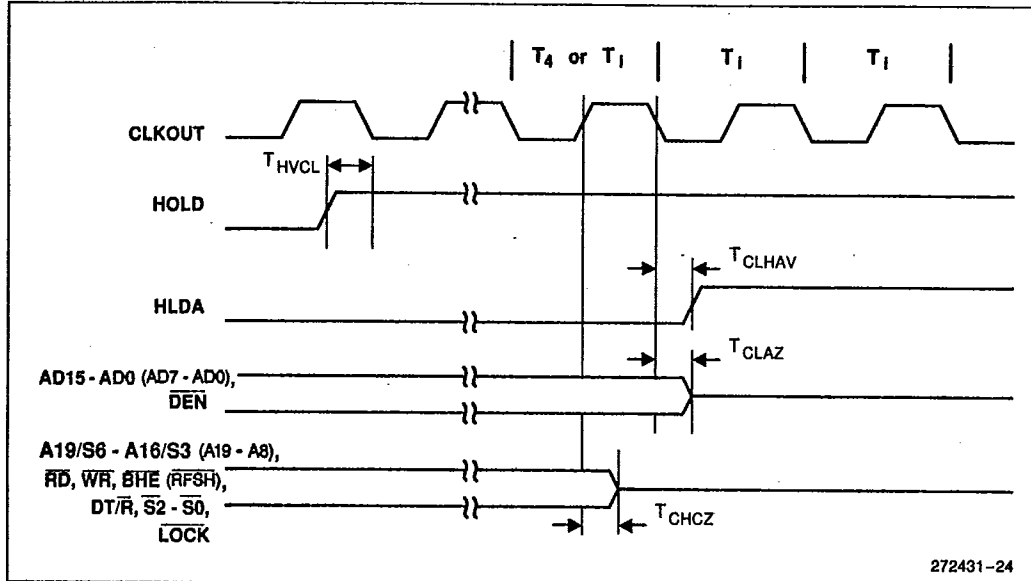 T4 or Ti Ti Ti
CLKOUT
THVCL
HOLD
TCLHAV
HLDA
TCLAZ
AD15 - AD0 (AD7 - AD0),
DEN
A19/S6 - A16/S3 (A19 - A8),
RD, WR, BHE (RFSH),
DT/R, S2 - S0,
LOCK
TCHCZ
272431-24